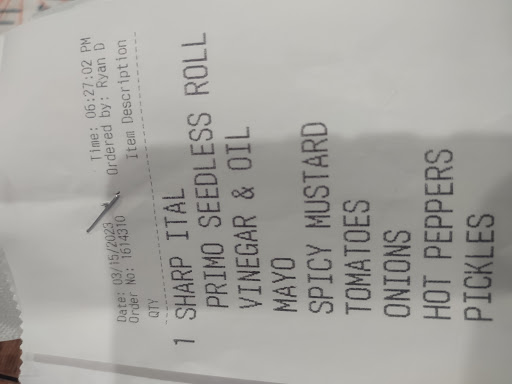 Date: 03/15/2023 Time: 06:27:02 PM
Order No: 1614310 Ordered by: Ryan D
QTY Item Description
1 SHARP ITAL
PRIMO SEEDLESS ROLL
VINEGAR & OIL
MAYO
SPICY MUSTARD
TOMATOES
ONIONS
HOT PEPPERS
PICKLES